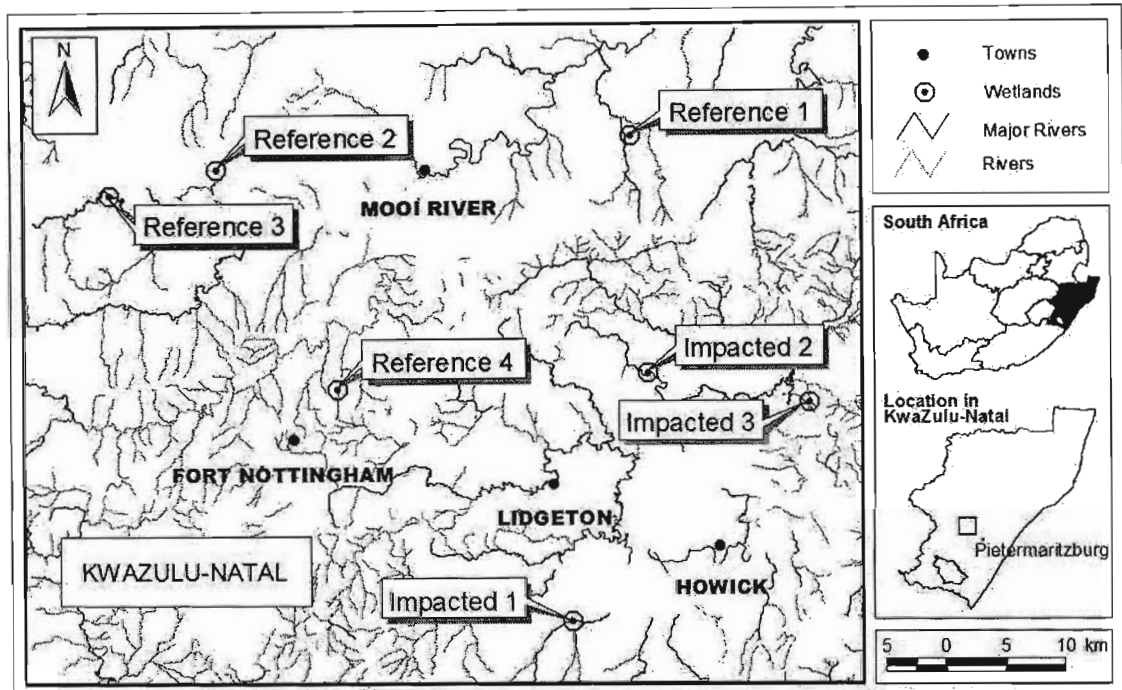 N
Reference 1
Reference 2
MOOI RIVER
Reference 3
Reference 4
Impacted 2
Impacted 3
FORT NOTTINGHAM
LIDGETON
KWAZULU-NATAL
HOWICK
Impacted 1
Towns
Wetlands
Major Rivers
Rivers
South Africa
Location in
KwaZulu-Natal
Pietermaritzburg
5 0 5 10 km